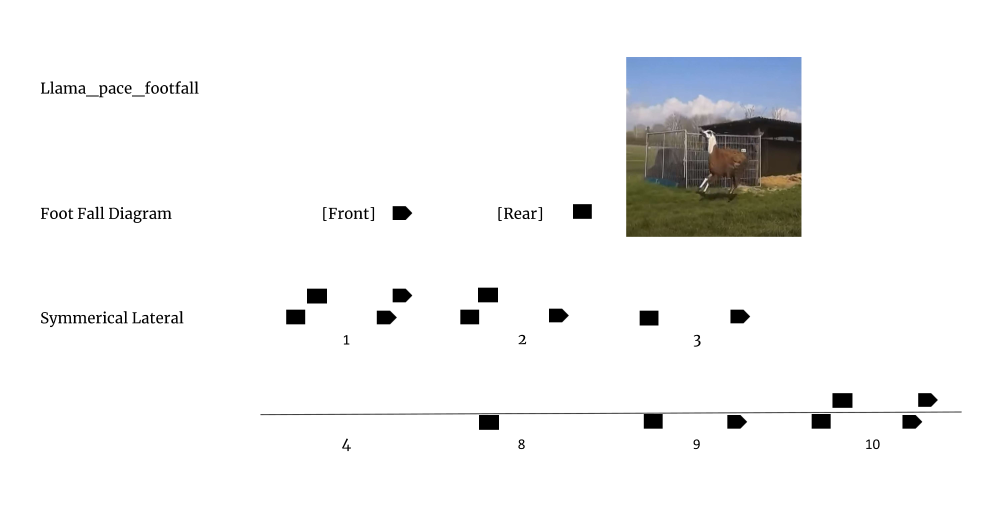 Llama_pace_footfall
Foot Fall Diagram [Front] [Rear]
Symmerical Lateral
1 2 3
4 8 9 10